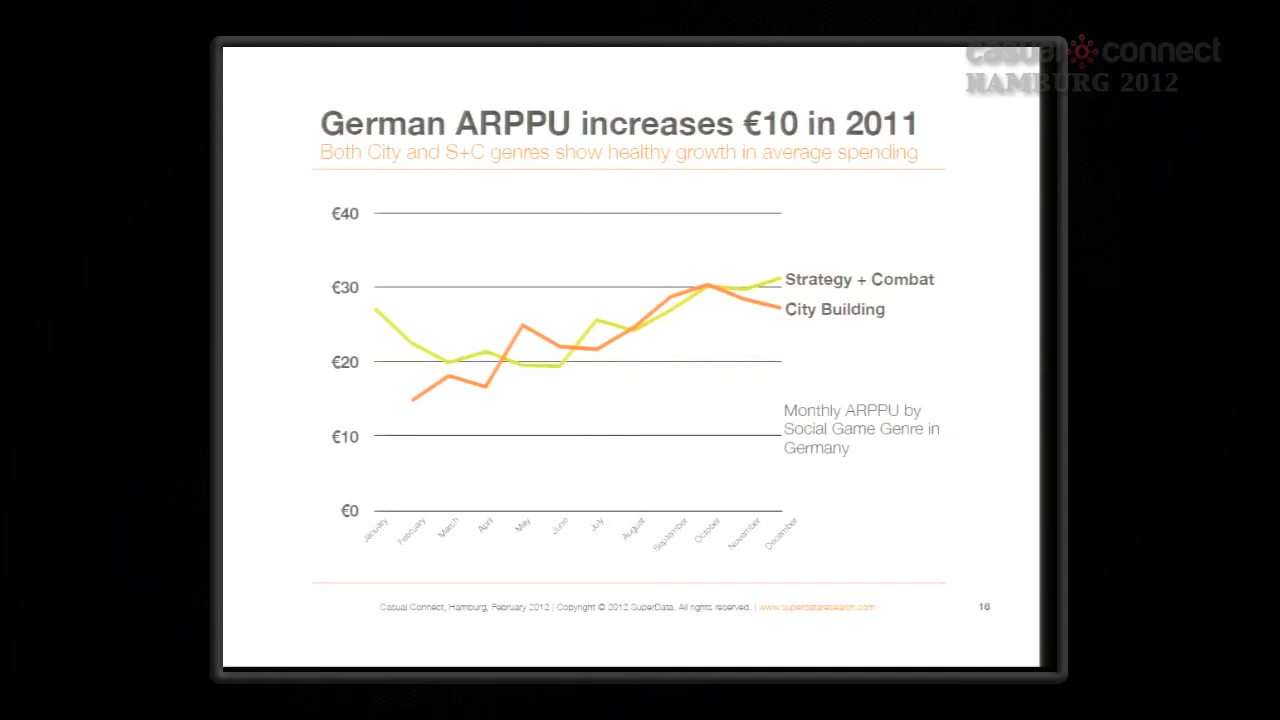 casual connect
HAMBURG 2012
German ARPPU increases €10 in 2011
Both City and S+C genres show healthy growth in average spending
€40
€30
€20
€10
€0
Strategy + Combat
City Building
Monthly ARPPU by
Social Game Genre in
Germany
January
February
March
April
May
June
July
August
September
October
November
December
Casual Connect, Hamburg, February 2012 | Copyright © 2012 SuperData. All rights reserved. | www.superdataresearch.com
16